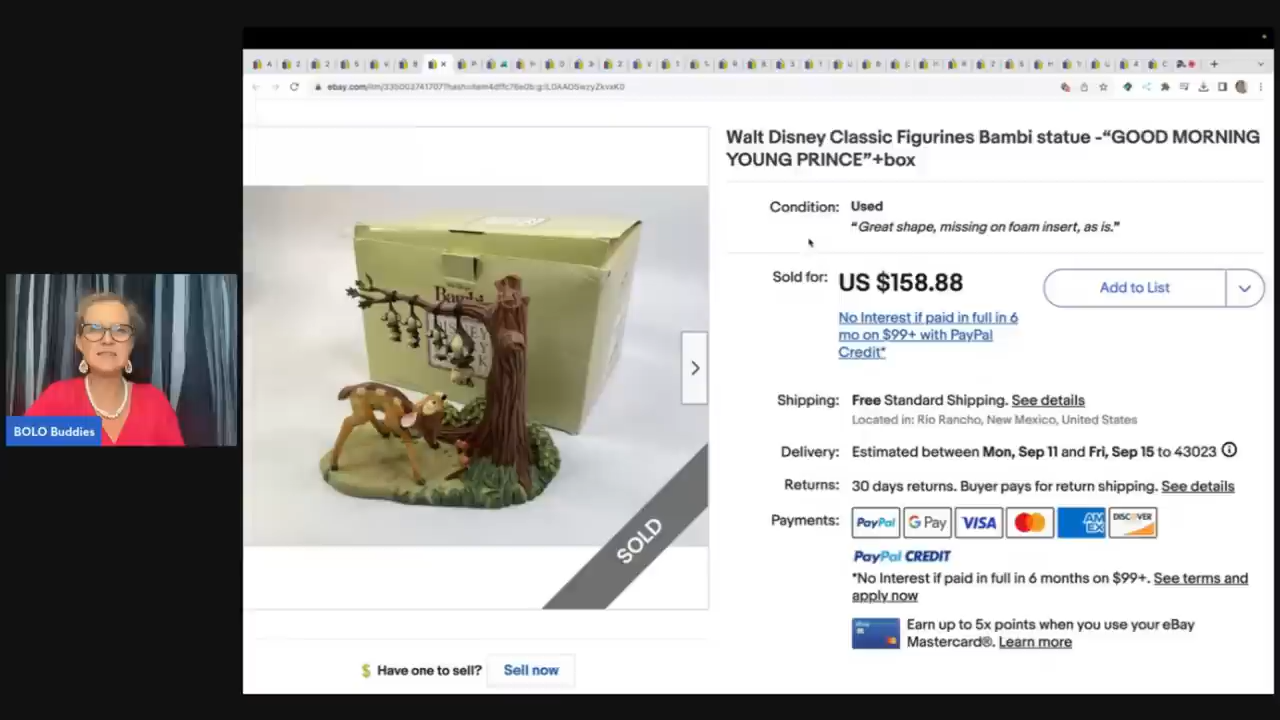 Walt Disney Classic Figurines Bambi statue -“GOOD MORNING
YOUNG PRINCE”+box
Condition: Used
“Great shape, missing on foam insert, as is.”
Sold for: US $158.88
Add to List
No Interest if paid in full in 6
mo on $99+ with PayPal
Credit*
Shipping: Free Standard Shipping. See details
Located in: Rio Rancho, New Mexico, United States
Delivery: Estimated between Mon, Sep 11 and Fri, Sep 15 to 43023
Returns: 30 days returns. Buyer pays for return shipping. See details
Payments: PayPal G Pay VISA AM EX DISCOVER
PayPal CREDIT
*No Interest if paid in full in 6 months on $99+. See terms and
apply now
Earn up to 5x points when you use your eBay
Mastercard®. Learn more
Bambi
SOLD
Have one to sell? Sell now
BOLO Buddies